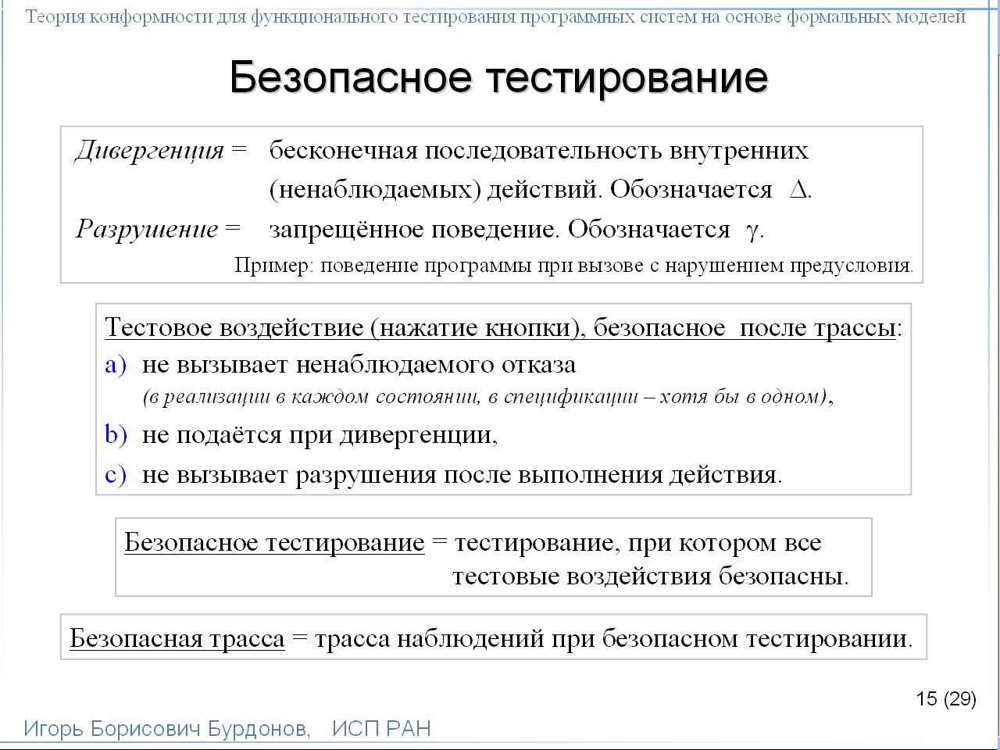 Теория конформности для функционального тестирования программных систем на основе формальных моделей
Безопасное тестирование
Дивергенция = бесконечная последовательность внутренних
(ненаблюдаемых) действий. Обозначается Δ.
Разрушение = запрещённое поведение. Обозначается γ.
Пример: поведение программы при вызове с нарушением предусловия.
Тестовое воздействие (нажатие кнопки), безопасное после трассы:
a) не вызывает ненаблюдаемого отказа
(в реализации в каждом состоянии, в спецификации – хотя бы в одном),
b) не подаётся при дивергенции,
c) не вызывает разрушения после выполнения действия.
Безопасное тестирование = тестирование, при котором все
тестовые воздействия безопасны.
Безопасная трасса = трасса наблюдений при безопасном тестировании.
15 (29)
Игорь Борисович Бурдонов, ИСП РАН